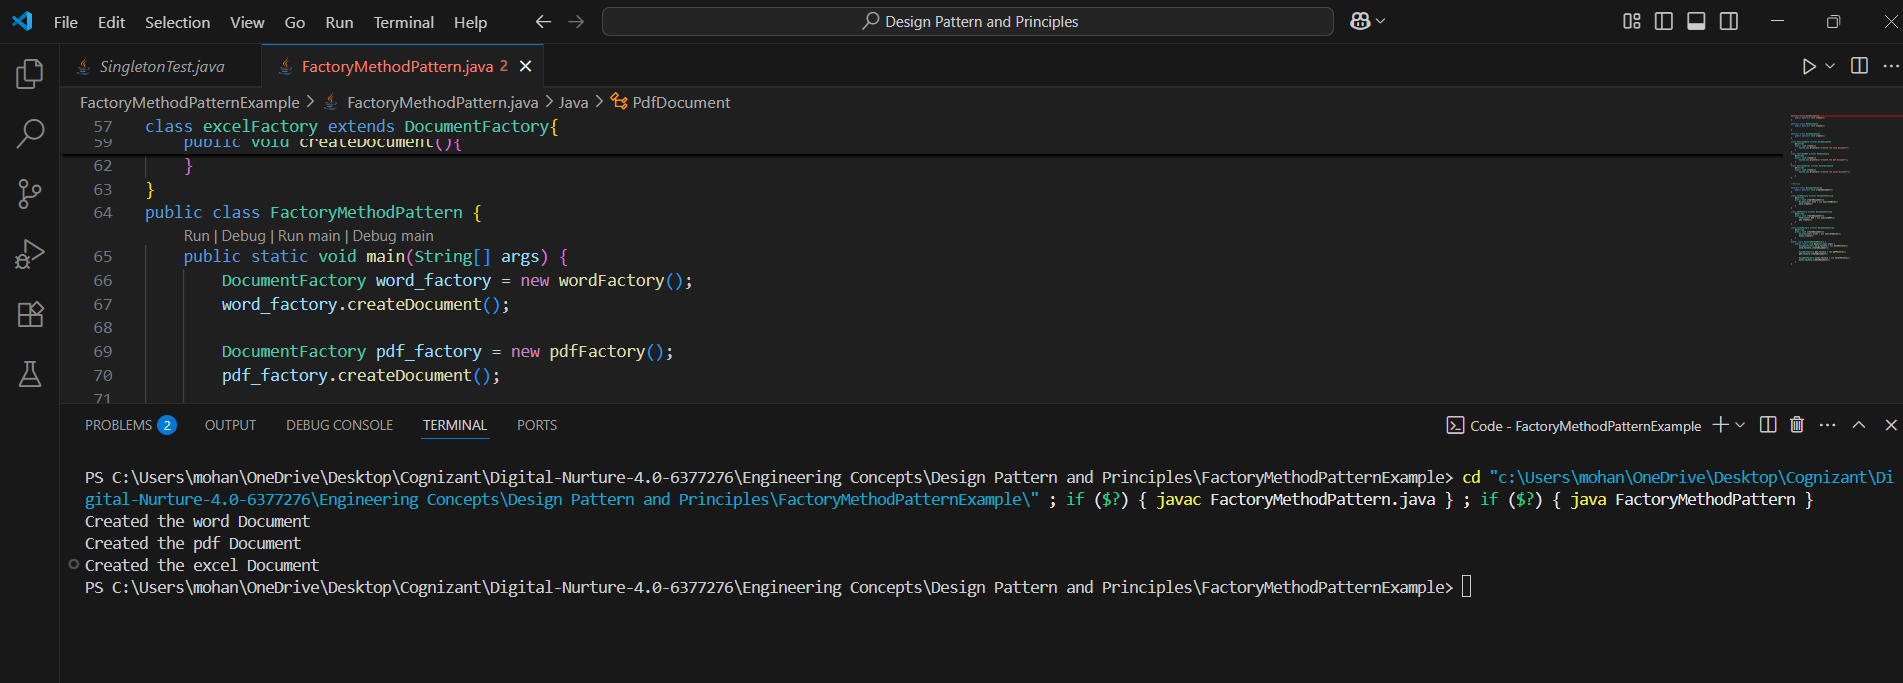 File Edit Selection View Go Run Terminal Help Design Pattern and Principles
SingletonTest.java FactoryMethodPattern.java 2
FactoryMethodPatternExample > FactoryMethodPattern.java > Java > PdfDocument
57 class excelFactory extends DocumentFactory{
59 public void createDocument(){
62 }
63 }
64 public class FactoryMethodPattern {
Run | Debug | Run main | Debug main
65 public static void main(String[] args) {
66 DocumentFactory word_factory = new wordFactory();
67 word_factory.createDocument();
68
69 DocumentFactory pdf_factory = new pdfFactory();
70 pdf_factory.createDocument();
71
PROBLEMS 2 OUTPUT DEBUG CONSOLE TERMINAL PORTS Code - FactoryMethodPatternExample
PS C:\Users\mohan\OneDrive\Desktop\Cognizant\Digital-Nurture-4.0-6377276\Engineering Concepts\Design Pattern and Principles\FactoryMethodPatternExample> cd "c:\Users\mohan\OneDrive\Desktop\Cognizant\Di
gital-Nurture-4.0-6377276\Engineering Concepts\Design Pattern and Principles\FactoryMethodPatternExample\" ; if ($?) { javac FactoryMethodPattern.java } ; if ($?) { java FactoryMethodPattern }
Created the word Document
Created the pdf Document
Created the excel Document
PS C:\Users\mohan\OneDrive\Desktop\Cognizant\Digital-Nurture-4.0-6377276\Engineering Concepts\Design Pattern and Principles\FactoryMethodPatternExample>